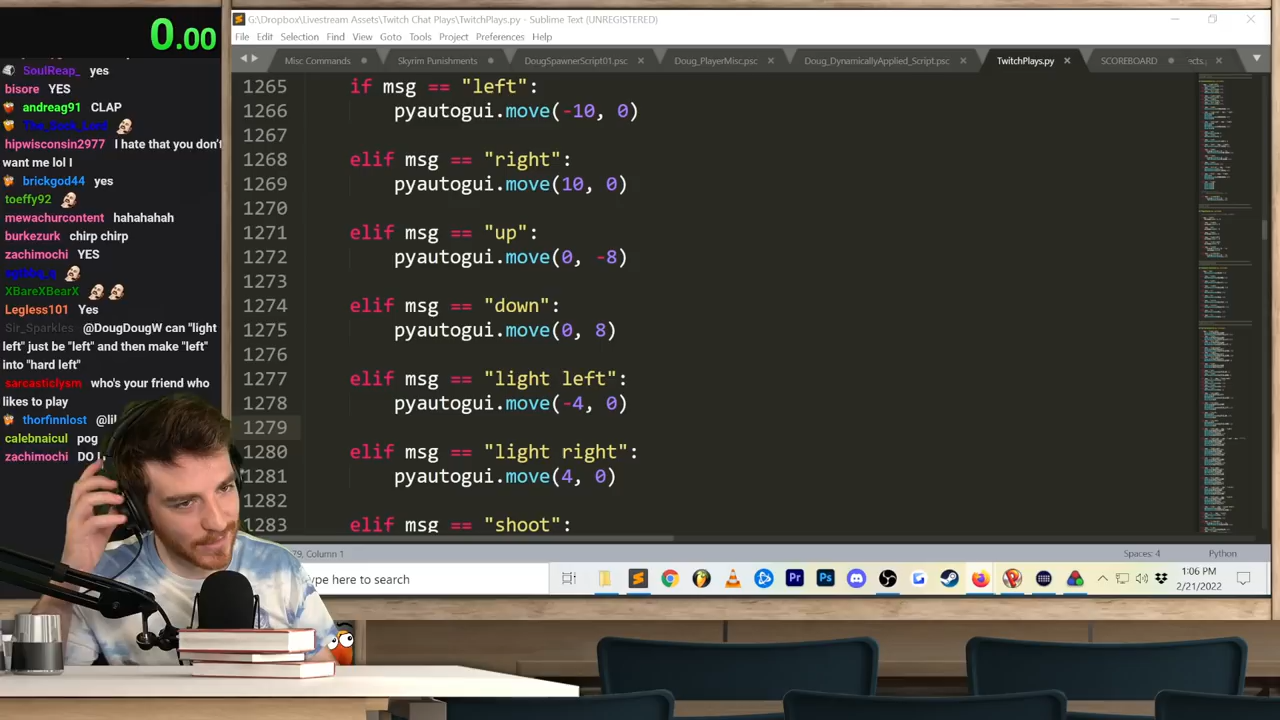 0.00
SoulReap_ yes
bisore YES
andreag91 CLAP
hipwisconsin2977 I hate that you don't
want me lol I
brickgod44 yes
toeffy92
mewachurcontent hahahahah
burkezurk chirp chirp
zachimochi YES
XBareXBearX
Legless101 Yes
Sir_Sparkles @DougDougW can "light
left" just be "left" and then make "left"
into "hard left"
sarcasticlysm who's your friend who
likes to play
thorfinnlost
calebnaicul pog
zachimochi
G:\Dropbox\Livestream Assets\Twitch Chat Plays\TwitchPlays.py - Sublime Text (UNREGISTERED)
File Edit Selection Find View Goto Tools Project Preferences Help
Misc Commands Skyrim Punishments DougSpawnerScript01.psc Doug_PlayerMisc.psc Doug_DynamicallyApplied_Script.psc TwitchPlays.py SCOREBOARD
1265 if msg == "left":
1266 pyautogui.move(-10, 0)
1267
1268 elif msg == "right":
1269 pyautogui.move(10, 0)
1270
1271 elif msg == "up":
1272 pyautogui.move(0, -8)
1273
1274 elif msg == "down":
1275 pyautogui.move(0, 8)
1276
1277 elif msg == "light left":
1278 pyautogui.move(-4, 0)
1279
1280 elif msg == "light right":
1281 pyautogui.move(4, 0)
1282
1283 elif msg == "shoot":
79, Column 1 Spaces: 4 Python
ype here to search
1:06 PM
2/21/2022